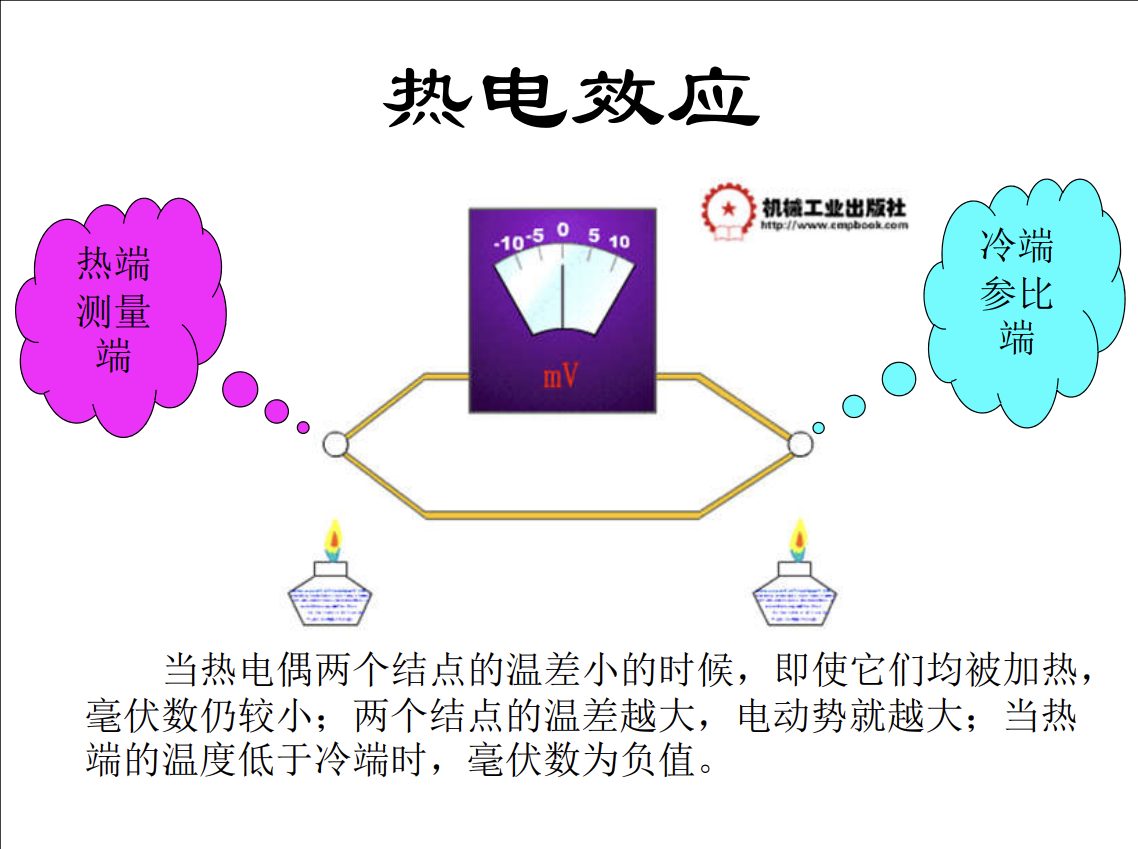 热电效应
机械工业出版社
http://www.cmpbook.com
热端
测量
端
冷端
参比
端
-10 -5 0 5 10
mV
当热电偶两个结点的温差小的时候，即使它们均被加热，
毫伏数仍较小；两个结点的温差越大，电动势就越大；当热
端的温度低于冷端时，毫伏数为负值。